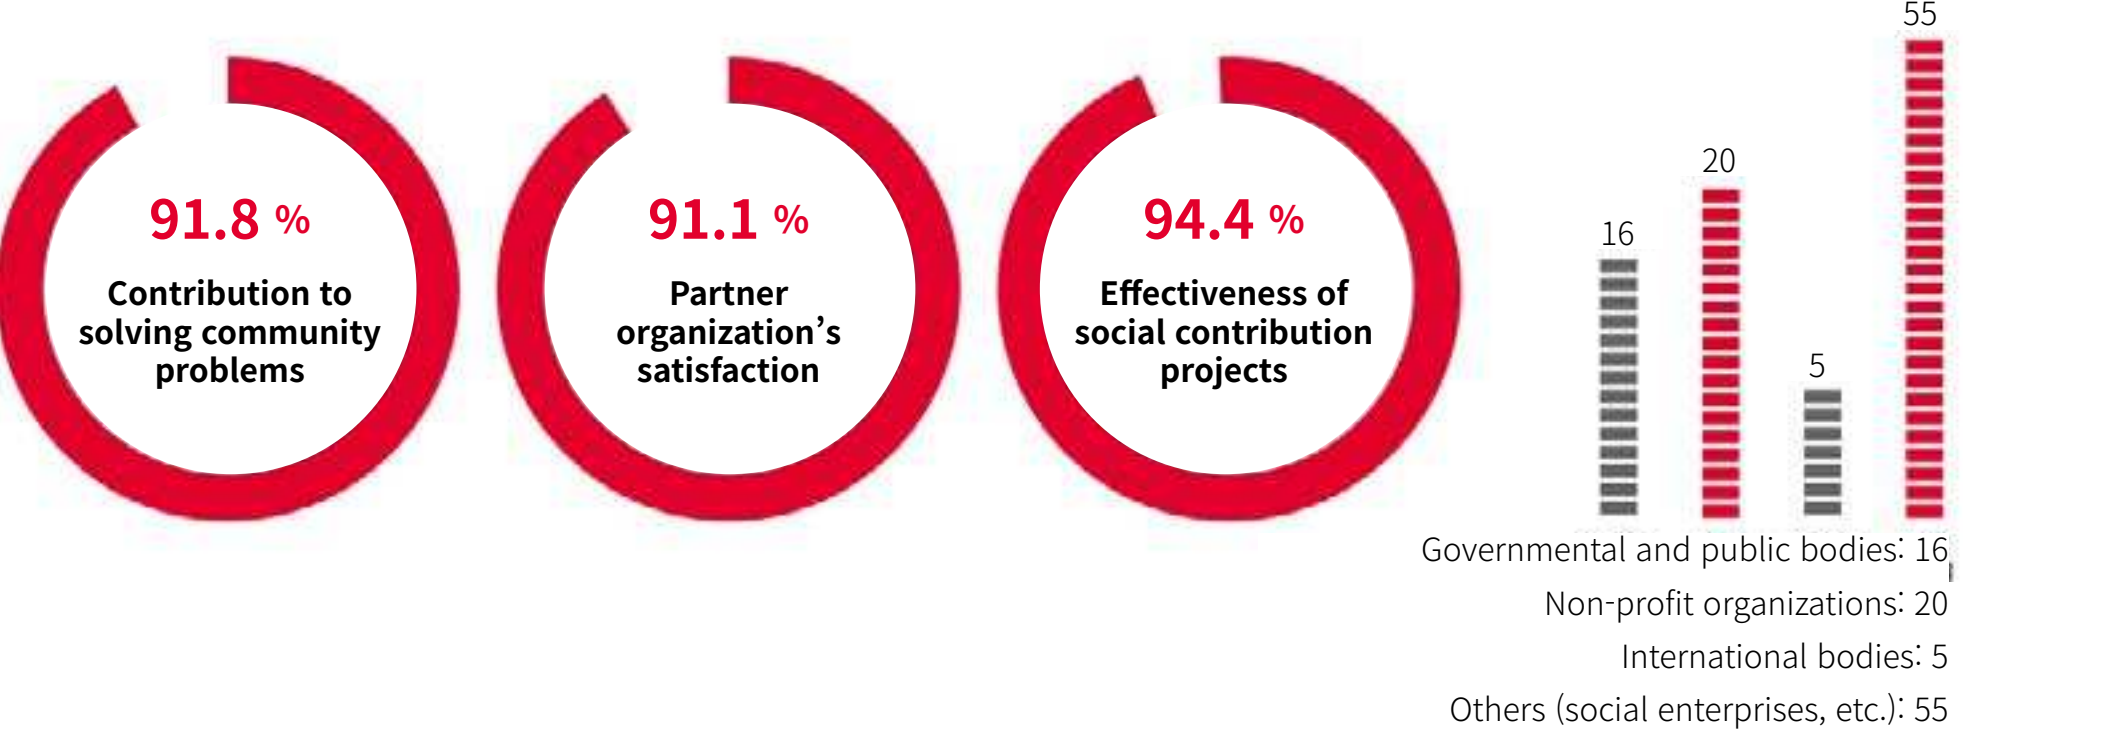 91.8 %
Contribution to
solving community
problems
91.1 %
Partner
organization’s
satisfaction
94.4 %
Effectiveness of
social contribution
projects
16
20
5
55
Governmental and public bodies: 16
Non-profit organizations: 20
International bodies: 5
Others (social enterprises, etc.): 55